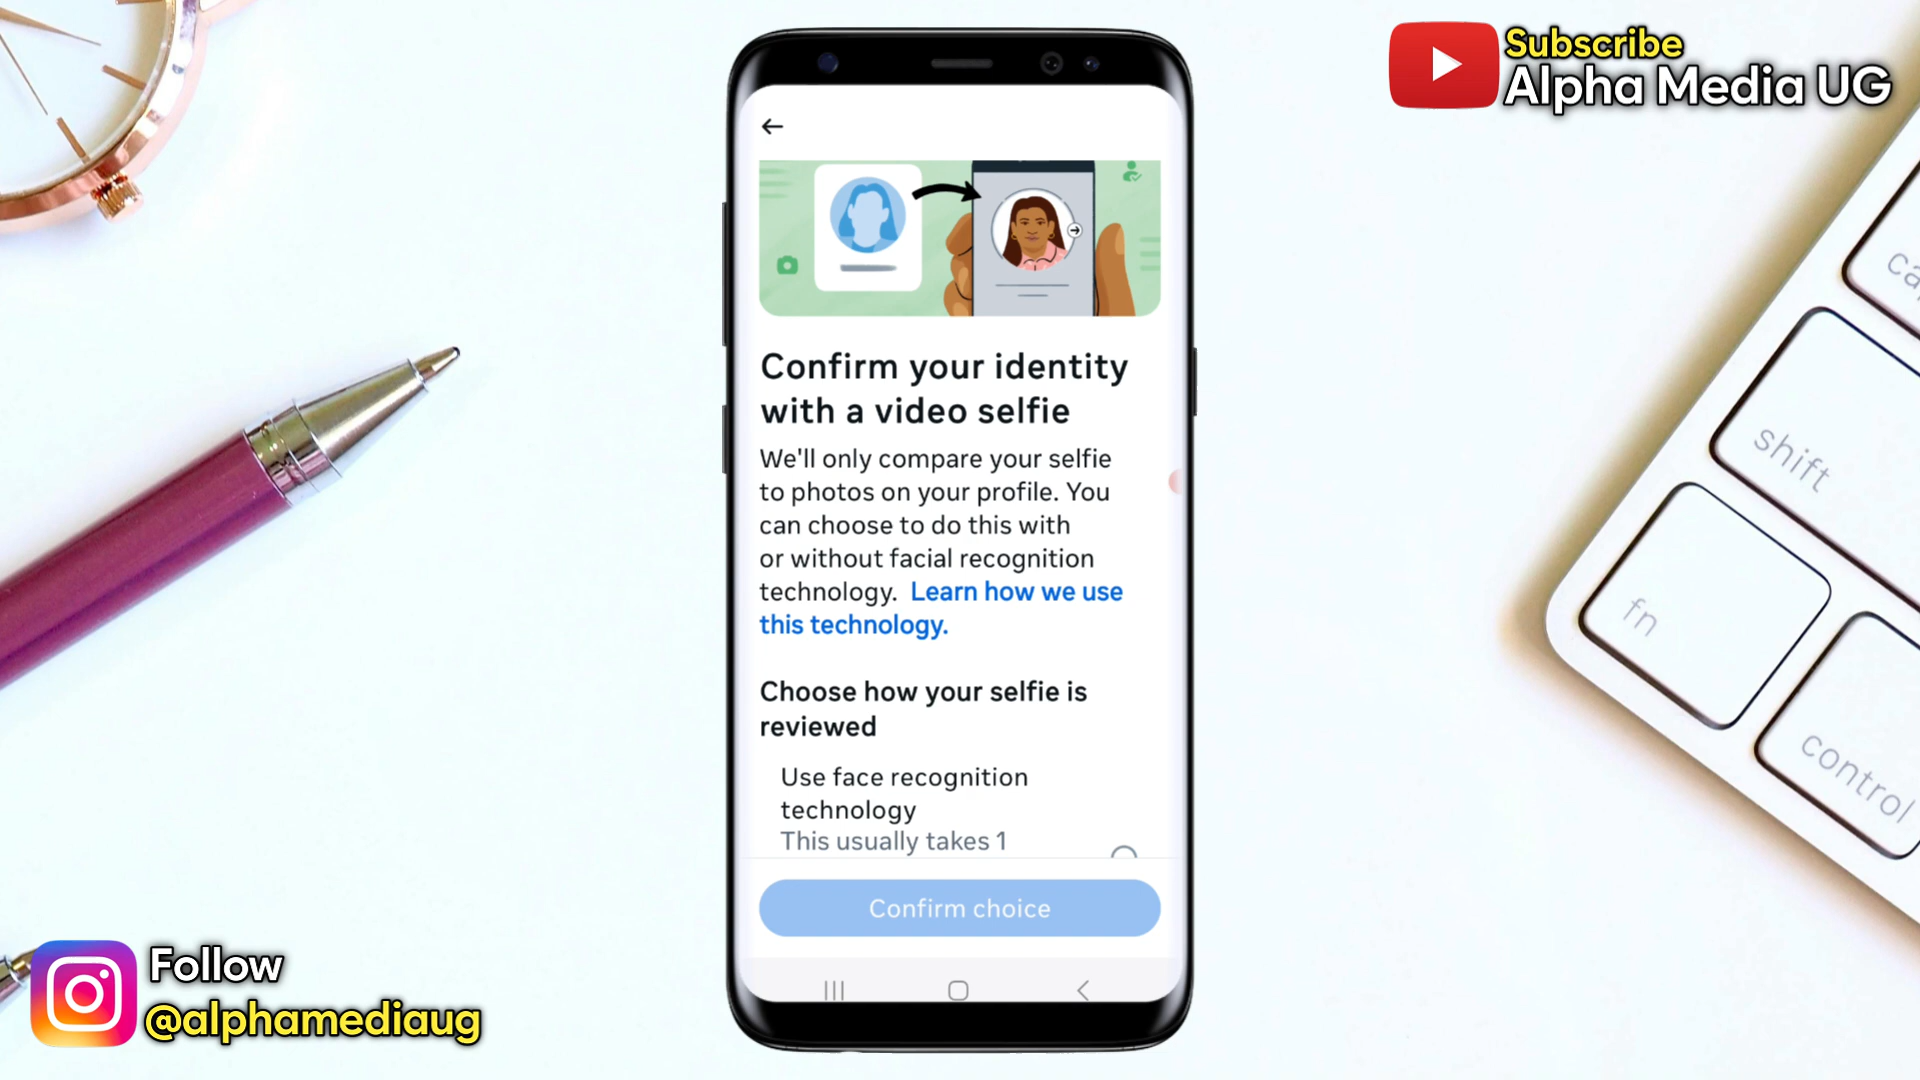 Subscribe
Alpha Media UG
Confirm your identity
with a video selfie
We'll only compare your selfie
to photos on your profile. You
can choose to do this with
or without facial recognition
technology. Learn how we use
this technology.
Choose how your selfie is
reviewed
Use face recognition
technology
This usually takes 1
Confirm choice
shift
fn
control
Follow
@alphamediaug